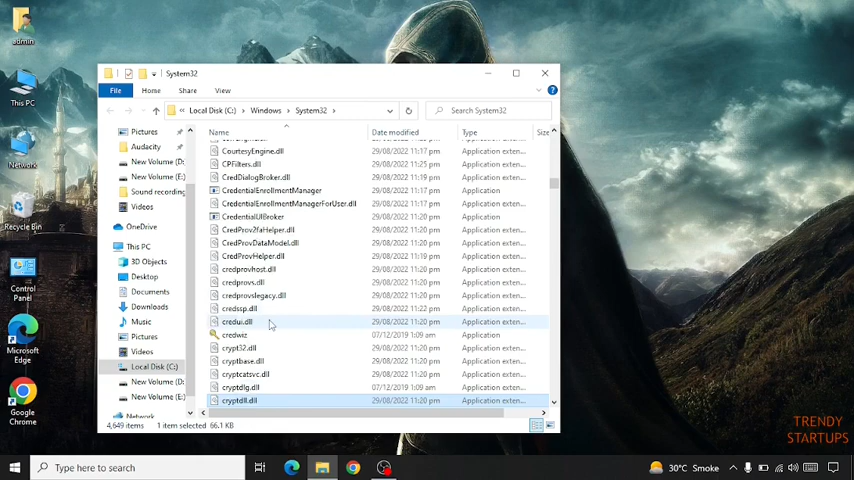 admin
This PC
Network
Recycle Bin
Control
Panel
Microsoft
Edge
Google
Chrome
System32
File
Home
Share
View
Local Disk (C:)
Windows
System32
Search System32
Pictures
Audacity
New Volume (D:
New Volume (E:
Sound recording
Videos
OneDrive
This PC
3D Objects
Desktop
Documents
Downloads
Music
Pictures
Videos
Local Disk (C:)
New Volume (D:
New Volume (E:
Network
Name Date modified Type Size
CourtesyEngine.dll 29/08/2022 11:17 pm Application exten...
CPFilters.dll 29/08/2022 11:25 pm Application exten...
CredDialogBroker.dll 29/08/2022 11:19 pm Application exten...
CredentialEnrollmentManager 29/08/2022 11:17 pm Application
CredentialEnrollmentManagerForUser.dll 29/08/2022 11:17 pm Application exten...
CredentialUIBroker 29/08/2022 11:20 pm Application
CredProv2faHelper.dll 29/08/2022 11:20 pm Application exten...
CredProvDataModel.dll 29/08/2022 11:20 pm Application exten...
CredProvHelper.dll 29/08/2022 11:19 pm Application exten...
credprovhost.dll 29/08/2022 11:20 pm Application exten...
credprovs.dll 29/08/2022 11:20 pm Application exten...
credprovslegacy.dll 29/08/2022 11:20 pm Application exten...
credssp.dll 29/08/2022 11:22 pm Application exten...
credui.dll 29/08/2022 11:20 pm Application exten...
credwiz 07/12/2019 1:09 am Application
crypt32.dll 29/08/2022 11:20 pm Application exten...
cryptbase.dll 29/08/2022 11:20 pm Application exten...
cryptcatsvc.dll 29/08/2022 11:20 pm Application exten...
cryptdlg.dll 07/12/2019 1:09 am Application exten...
cryptdll.dll 29/08/2022 11:20 pm Application exten...
4,649 items 1 item selected 66.1 KB
TRENDY
STARTUPS
Type here to search
30°C Smoke